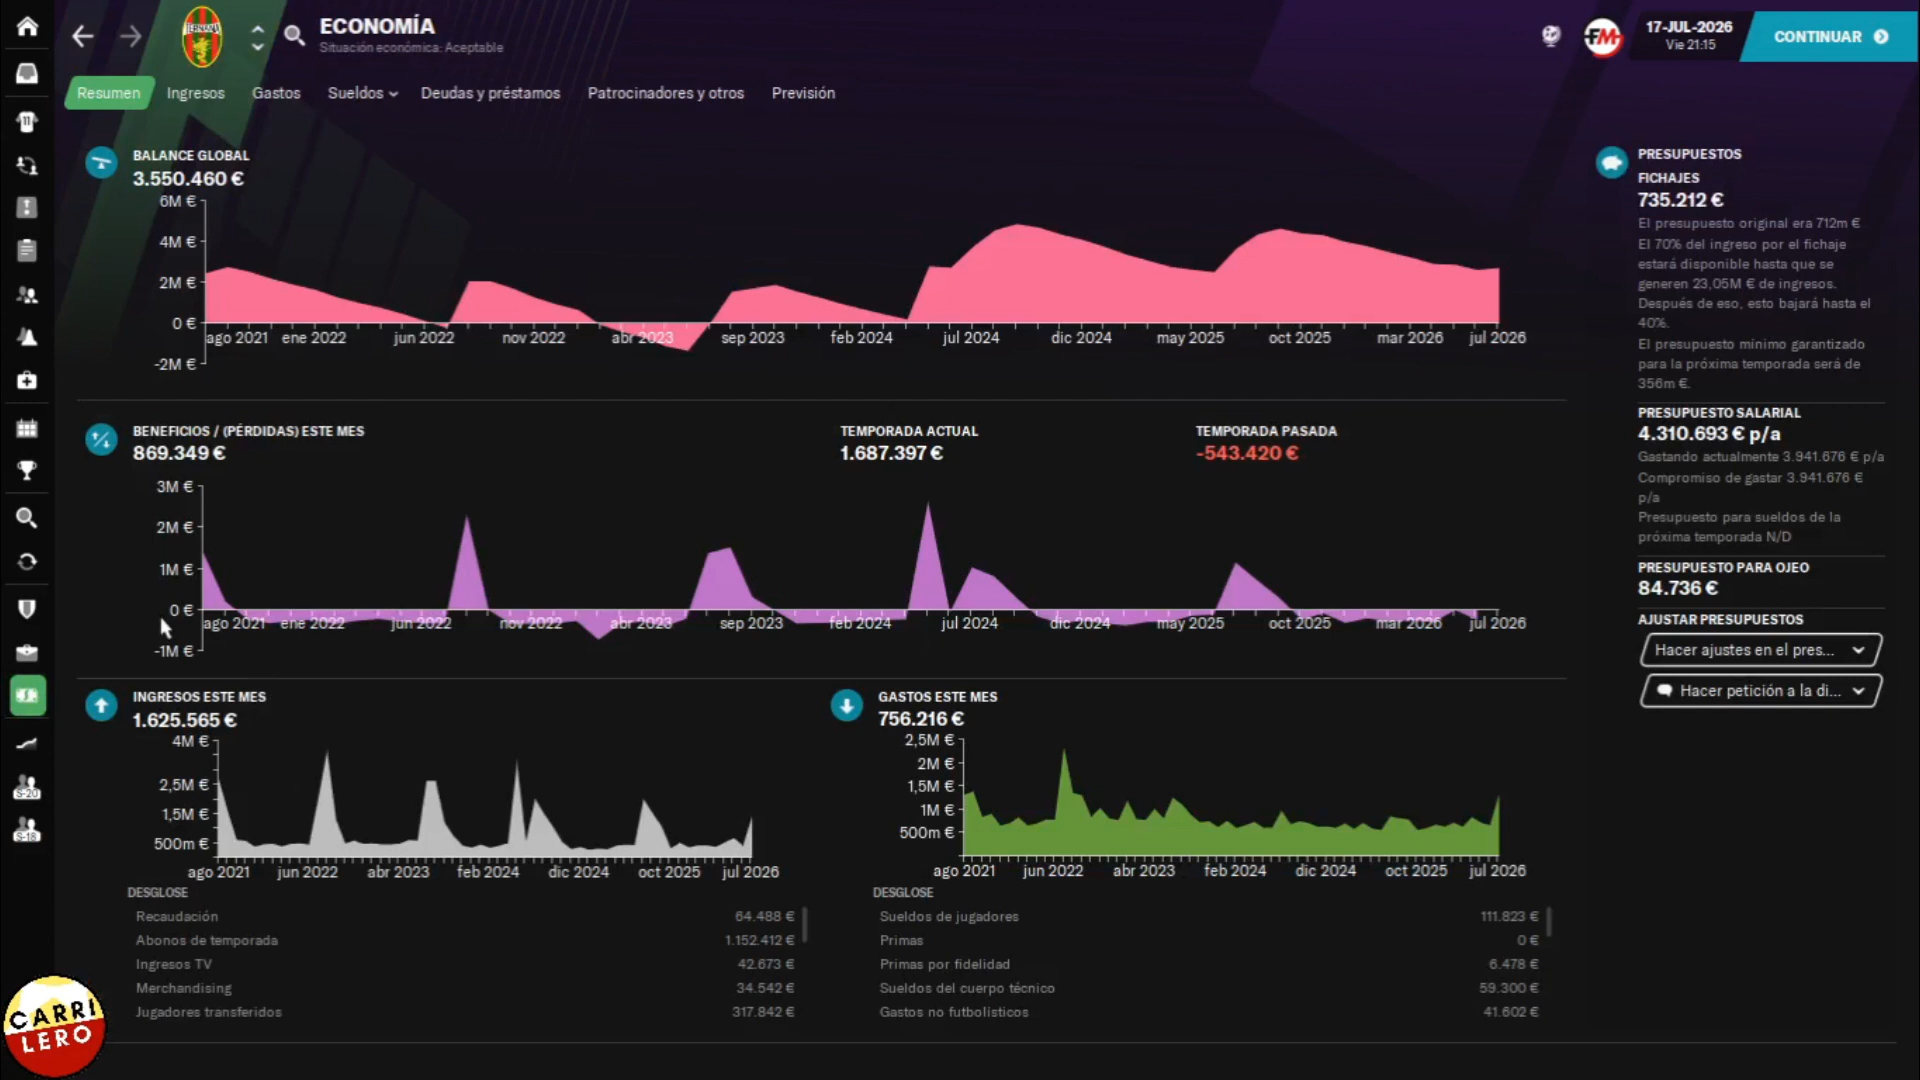 TERNANA
ECONOMÍA
Situación económica: Aceptable
FM
17-JUL-2026
Vie 21:15
CONTINUAR
Resumen
Ingresos
Gastos
Sueldos
Deudas y préstamos
Patrocinadores y otros
Previsión
BALANCE GLOBAL
3.550.460 €
6M €
4M €
2M €
0 €
-2M €
ago 2021
ene 2022
jun 2022
nov 2022
abr 2023
sep 2023
feb 2024
jul 2024
dic 2024
may 2025
oct 2025
mar 2026
jul 2026
BENEFICIOS / (PÉRDIDAS) ESTE MES
869.349 €
TEMPORADA ACTUAL
1.687.397 €
TEMPORADA PASADA
-543.420 €
3M €
2M €
1M €
0 €
-1M €
ago 2021
ene 2022
jun 2022
nov 2022
abr 2023
sep 2023
feb 2024
jul 2024
dic 2024
may 2025
oct 2025
mar 2026
jul 2026
INGRESOS ESTE MES
1.625.565 €
4M €
2,5M €
1,5M €
500m €
ago 2021
jun 2022
abr 2023
feb 2024
dic 2024
oct 2025
jul 2026
DESGLOSE
Recaudación 64.488 €
Abonos de temporada 1.152.412 €
Ingresos TV 42.673 €
Merchandising 34.542 €
Jugadores transferidos 317.842 €
GASTOS ESTE MES
756.216 €
2,5M €
2M €
1,5M €
1M €
500m €
ago 2021
jun 2022
abr 2023
feb 2024
dic 2024
oct 2025
jul 2026
DESGLOSE
Sueldos de jugadores 111.823 €
Primas 0 €
Primas por fidelidad 6.478 €
Sueldos del cuerpo técnico 59.300 €
Gastos no futbolísticos 41.602 €
PRESUPUESTOS
FICHAJES
735.212 €
El presupuesto original era 712m €
El 70% del ingreso por el fichaje
estará disponible hasta que se
generen 23,05M € de ingresos.
Después de eso, esto bajará hasta el
40%.
El presupuesto mínimo garantizado
para la próxima temporada será de
356m €.
PRESUPUESTO SALARIAL
4.310.693 € p/a
Gastando actualmente 3.941.676 € p/a
Compromiso de gastar 3.941.676 €
p/a
Presupuesto para sueldos de la
próxima temporada N/D
PRESUPUESTO PARA OJEO
84.736 €
AJUSTAR PRESUPUESTOS
Hacer ajustes en el pres...
Hacer petición a la di...
11
S-20
S-18
CARRI
LERO